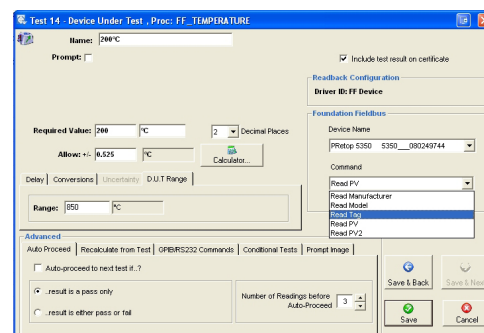 Test 14 - Device Under Test , Proc: FF_TEMPERATURE
Name: 200°C
Prompt:
Include test result on certificate
Readback Configuration
Driver ID: FF Device
Foundation Fieldbus
Device Name
PRetop 5350 5350___080249744
Command
Read PV
Read Manufacturer
Read Model
Read Tag
Read PV
Read PV2
Required Value: 200 °C 2 Decimal Places
Allow: +/- 0.525 °C Calculator...
Delay Conversions Uncertainty D.U.T Range
Range: 850 °C
Advanced
Auto Proceed Recalculate from Test GPIB/RS232 Commands Conditional Tests Prompt Image
Auto-proceed to next test if..?
..result is a pass only
..result is either pass or fail
Number of Readings before
Auto-Proceed 3
Save & Back Save & New
Save Cancel